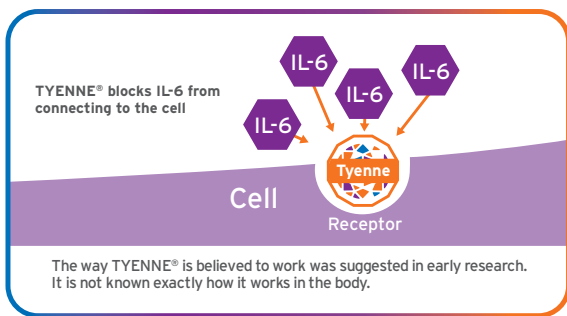 TYENNE® blocks IL-6 from
connecting to the cell
IL-6
IL-6
IL-6
IL-6
Tyenne
Cell
Receptor
The way TYENNE® is believed to work was suggested in early research.
It is not known exactly how it works in the body.